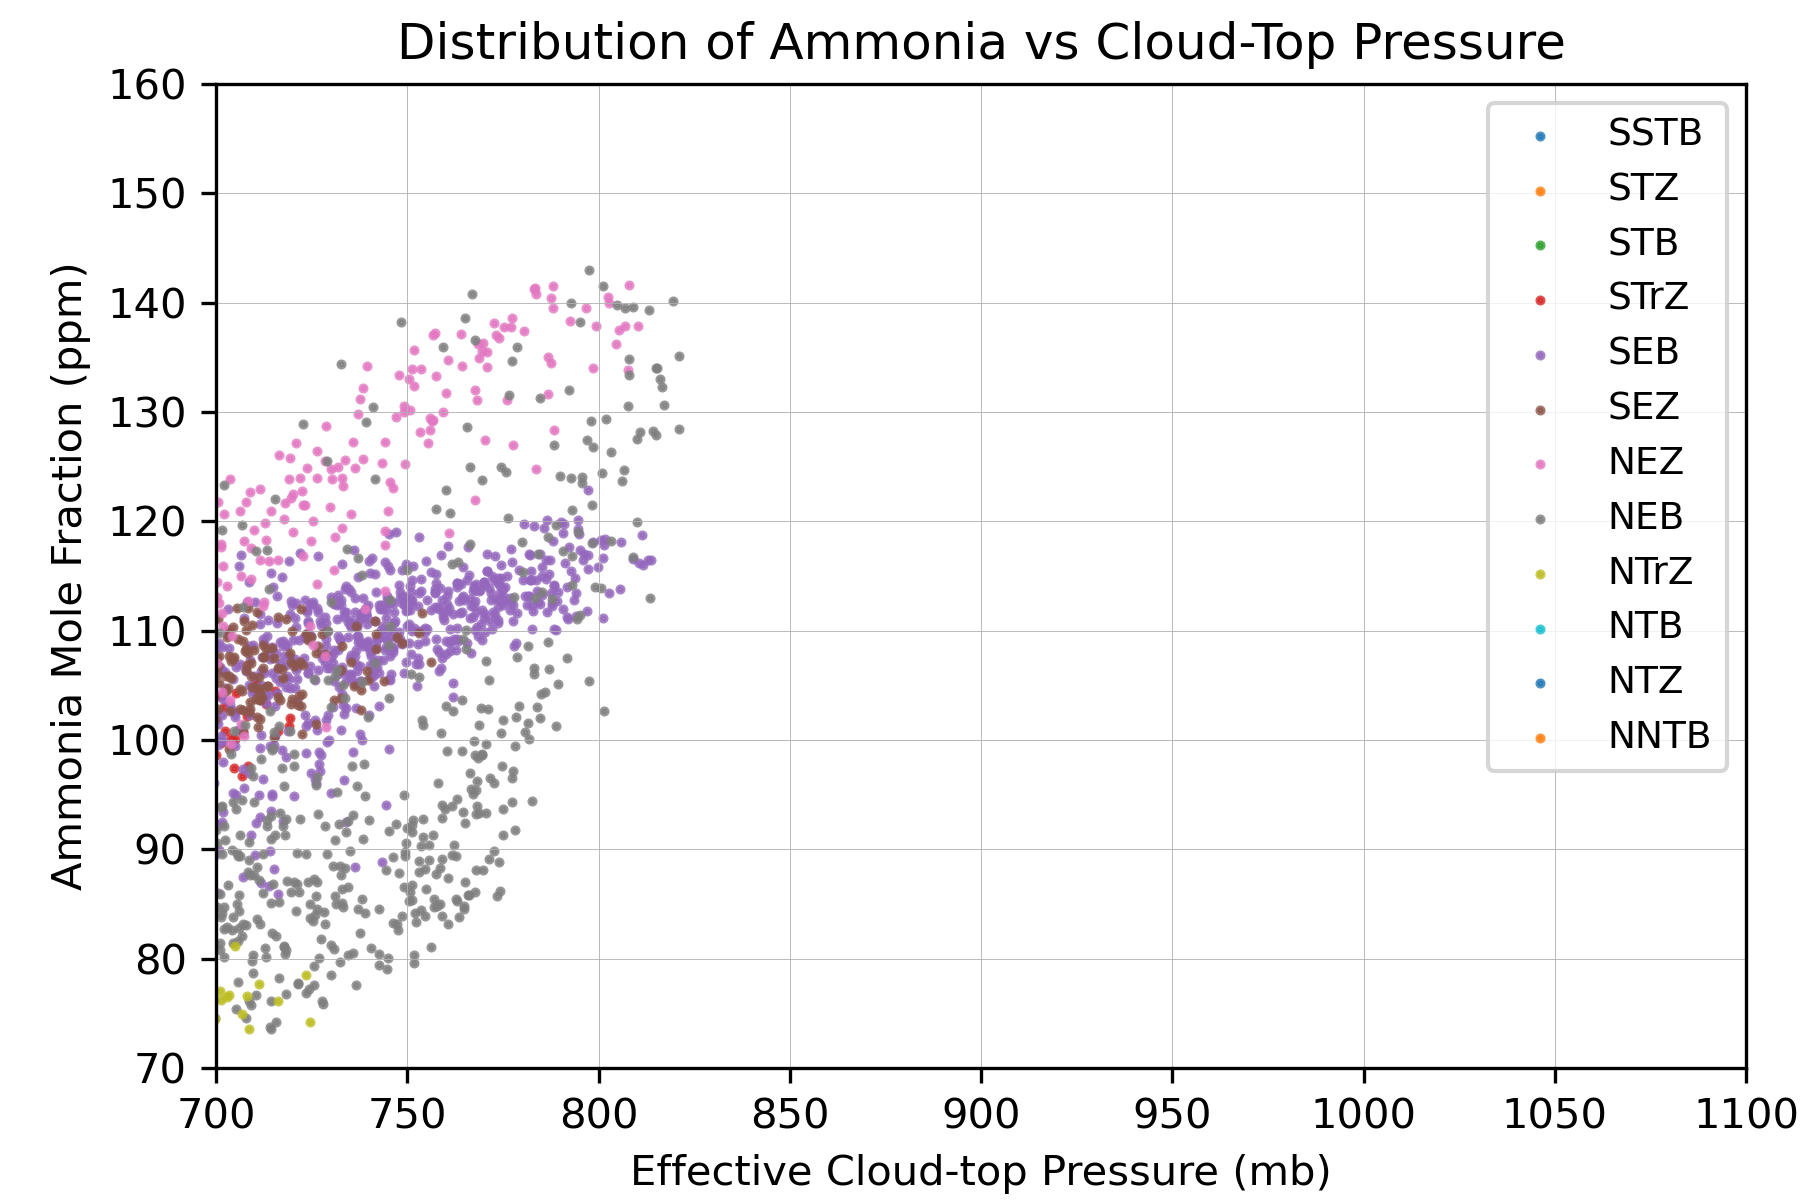 Distribution of Ammonia vs Cloud-Top Pressure
160
150
140
130
120
110
100
90
80
70
Ammonia Mole Fraction (ppm)
SSTB
STZ
STB
STrZ
SEB
SEZ
NEZ
NEB
NTrZ
NTB
NTZ
NNTB
700 750 800 850 900 950 1000 1050 1100
Effective Cloud-top Pressure (mb)